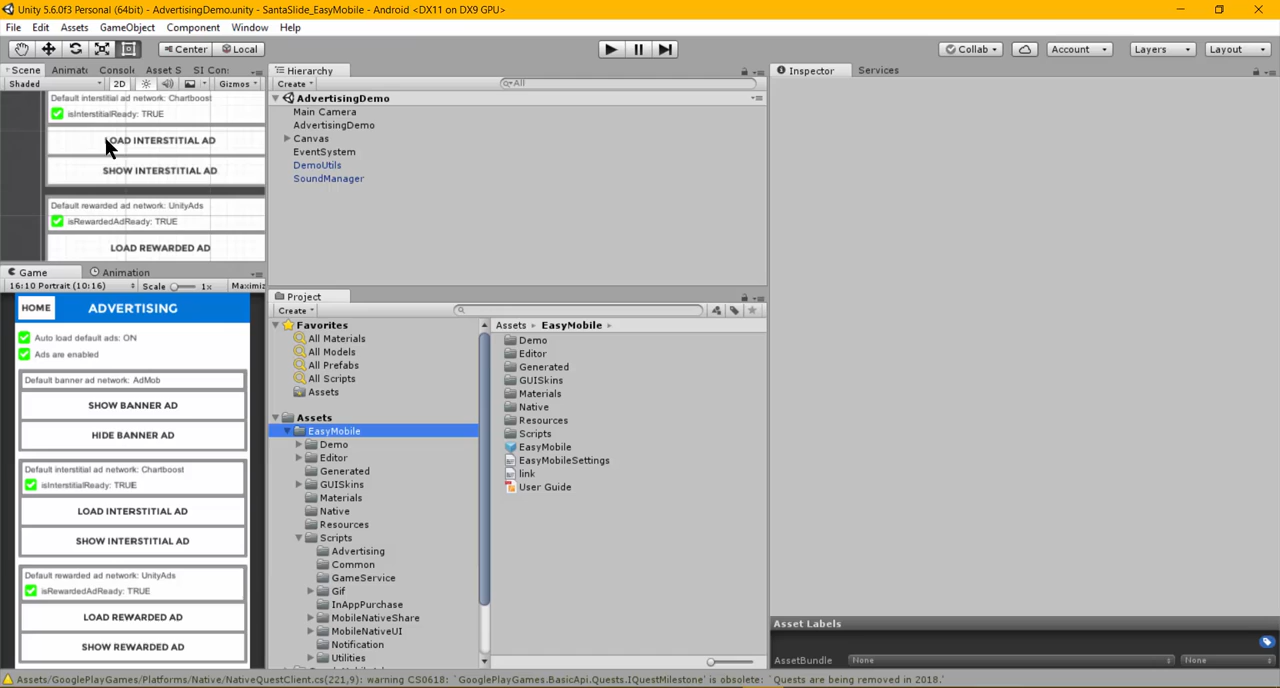 Unity 5.6.0f3 Personal (64bit) - AdvertisingDemo.unity - SantaSlide_EasyMobile - Android <DX11 on DX9 GPU>
File Edit Assets GameObject Component Window Help
Center Local Collab Account Layers Layout
Scene Animati Console Asset S SI Con:
Shaded 2D Gizmos
Default interstitial ad network: Chartboost
isInterstitialReady: TRUE
LOAD INTERSTITIAL AD
SHOW INTERSTITIAL AD
Default rewarded ad network: UnityAds
isRewardedAdReady: TRUE
LOAD REWARDED AD
Game Animation
16:10 Portrait (10:16) Scale 1x Maximiz
HOME ADVERTISING
Auto load default ads: ON
Ads are enabled
Default banner ad network: AdMob
SHOW BANNER AD
HIDE BANNER AD
Default interstitial ad network: Chartboost
isInterstitialReady: TRUE
LOAD INTERSTITIAL AD
SHOW INTERSTITIAL AD
Default rewarded ad network: UnityAds
isRewardedAdReady: TRUE
LOAD REWARDED AD
SHOW REWARDED AD
Hierarchy
Create All
AdvertisingDemo
Main Camera
AdvertisingDemo
Canvas
EventSystem
DemoUtils
SoundManager
Project
Create
Favorites
All Materials
All Models
All Prefabs
All Scripts
Assets
Assets
EasyMobile
Demo
Editor
Generated
GUISkins
Materials
Native
Resources
Scripts
Advertising
Common
GameService
Gif
InAppPurchase
MobileNativeShare
MobileNativeUI
Notification
Utilities
Assets EasyMobile
Demo
Editor
Generated
GUISkins
Materials
Native
Resources
Scripts
EasyMobile
EasyMobileSettings
link
User Guide
Inspector Services
Asset Labels
AssetBundle None None
Assets/GooglePlayGames/Platforms/Native/NativeQuestClient.cs(221,9): warning CS0618: `GooglePlayGames.BasicApi.Quests.IQuestMilestone' is obsolete: `Quests are being removed in 2018.'